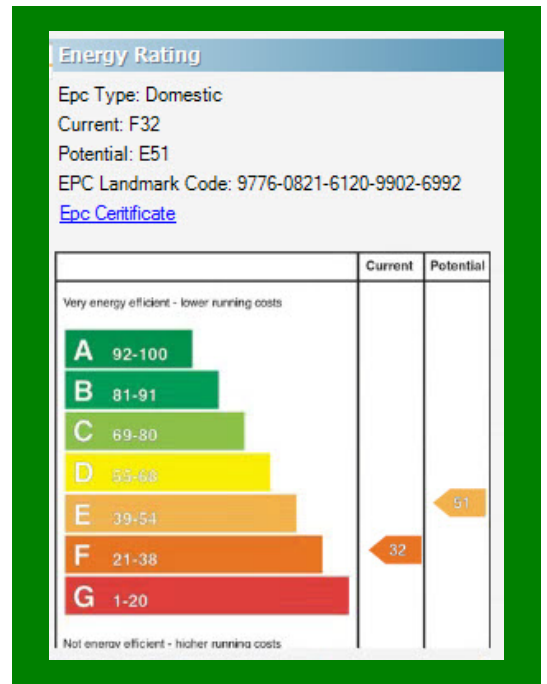 Energy Rating
Epc Type: Domestic
Current: F32
Potential: E51
EPC Landmark Code: 9776-0821-6120-9902-6992
Epc Ceritificate
Current Potential
Very energy efficient - lower running costs
A 92-100
B 81-91
C 69-80
D 55-68
E 39-54
51
F 21-38
32
G 1-20
Not energy efficient - higher running costs